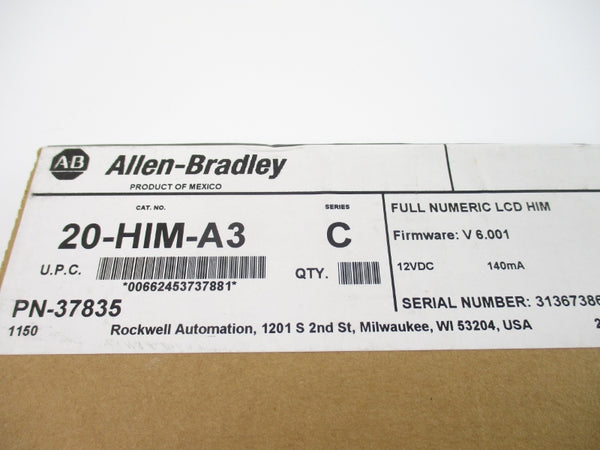 AB Allen-Bradley
PRODUCT OF MEXICO
CAT. NO.
SERIES
20-HIM-A3
C
U.P.C.
QTY.
*00662453737881*
PN-37835
1150
Rockwell Automation, 1201 S 2nd St, Milwaukee, WI 53204, USA
FULL NUMERIC LCD HIM
Firmware: V 6.001
12VDC 140mA
SERIAL NUMBER: 31367386
2